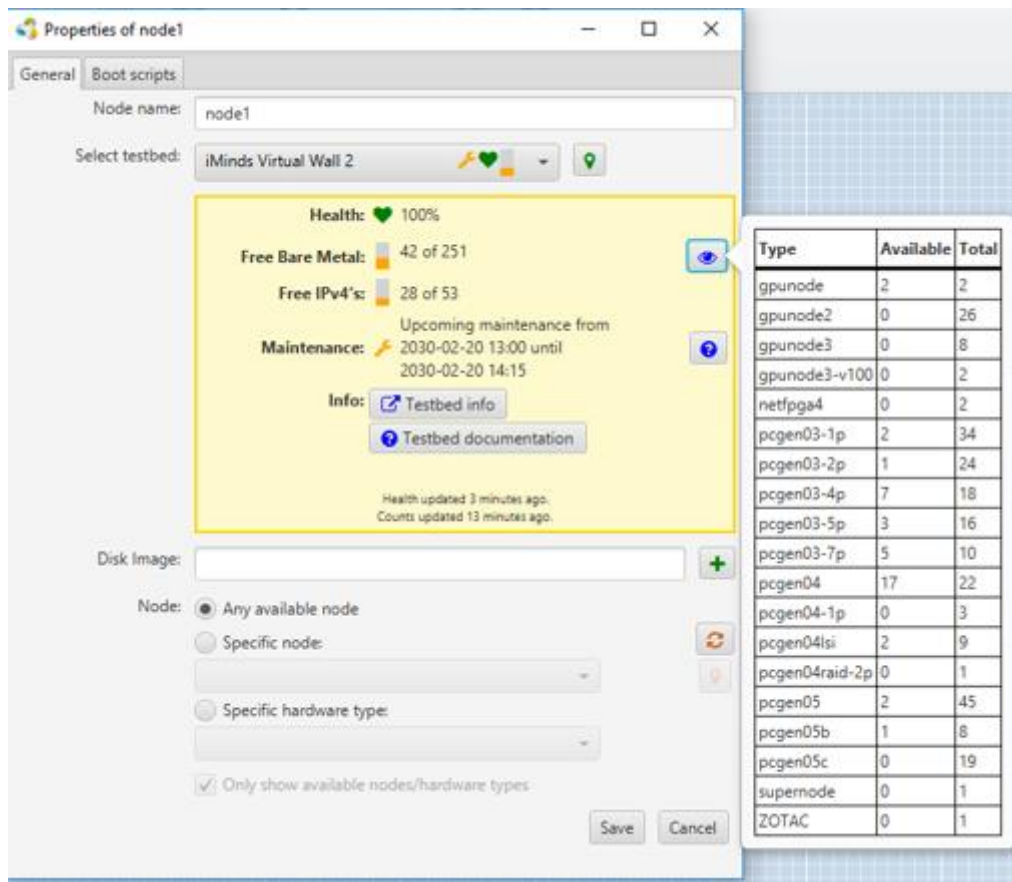 Properties of node1
General Boot scripts
Node name: node1
Select testbed: iMinds Virtual Wall 2
Health: 100%
Free Bare Metal: 42 of 251
Free IPv4's: 28 of 53
Maintenance: Upcoming maintenance from
2030-02-20 13:00 until
2030-02-20 14:15
Info: Testbed info
Testbed documentation
Health updated 3 minutes ago.
Counts updated 13 minutes ago.
Disk Image:
Node: Any available node
Specific node:
Specific hardware type:
Only show available nodes/hardware types
Save Cancel
Type Available Total
gpunode 2 2
gpunode2 0 26
gpunode3 0 8
gpunode3-v100 0 2
netfpga4 0 2
pcgen03-1p 2 34
pcgen03-2p 1 24
pcgen03-4p 7 18
pcgen03-5p 3 16
pcgen03-7p 5 10
pcgen04 17 22
pcgen04-1p 0 3
pcgen04lsi 2 9
pcgen04raid-2p 0 1
pcgen05 2 45
pcgen05b 1 8
pcgen05c 0 19
supernode 0 1
ZOTAC 0 1